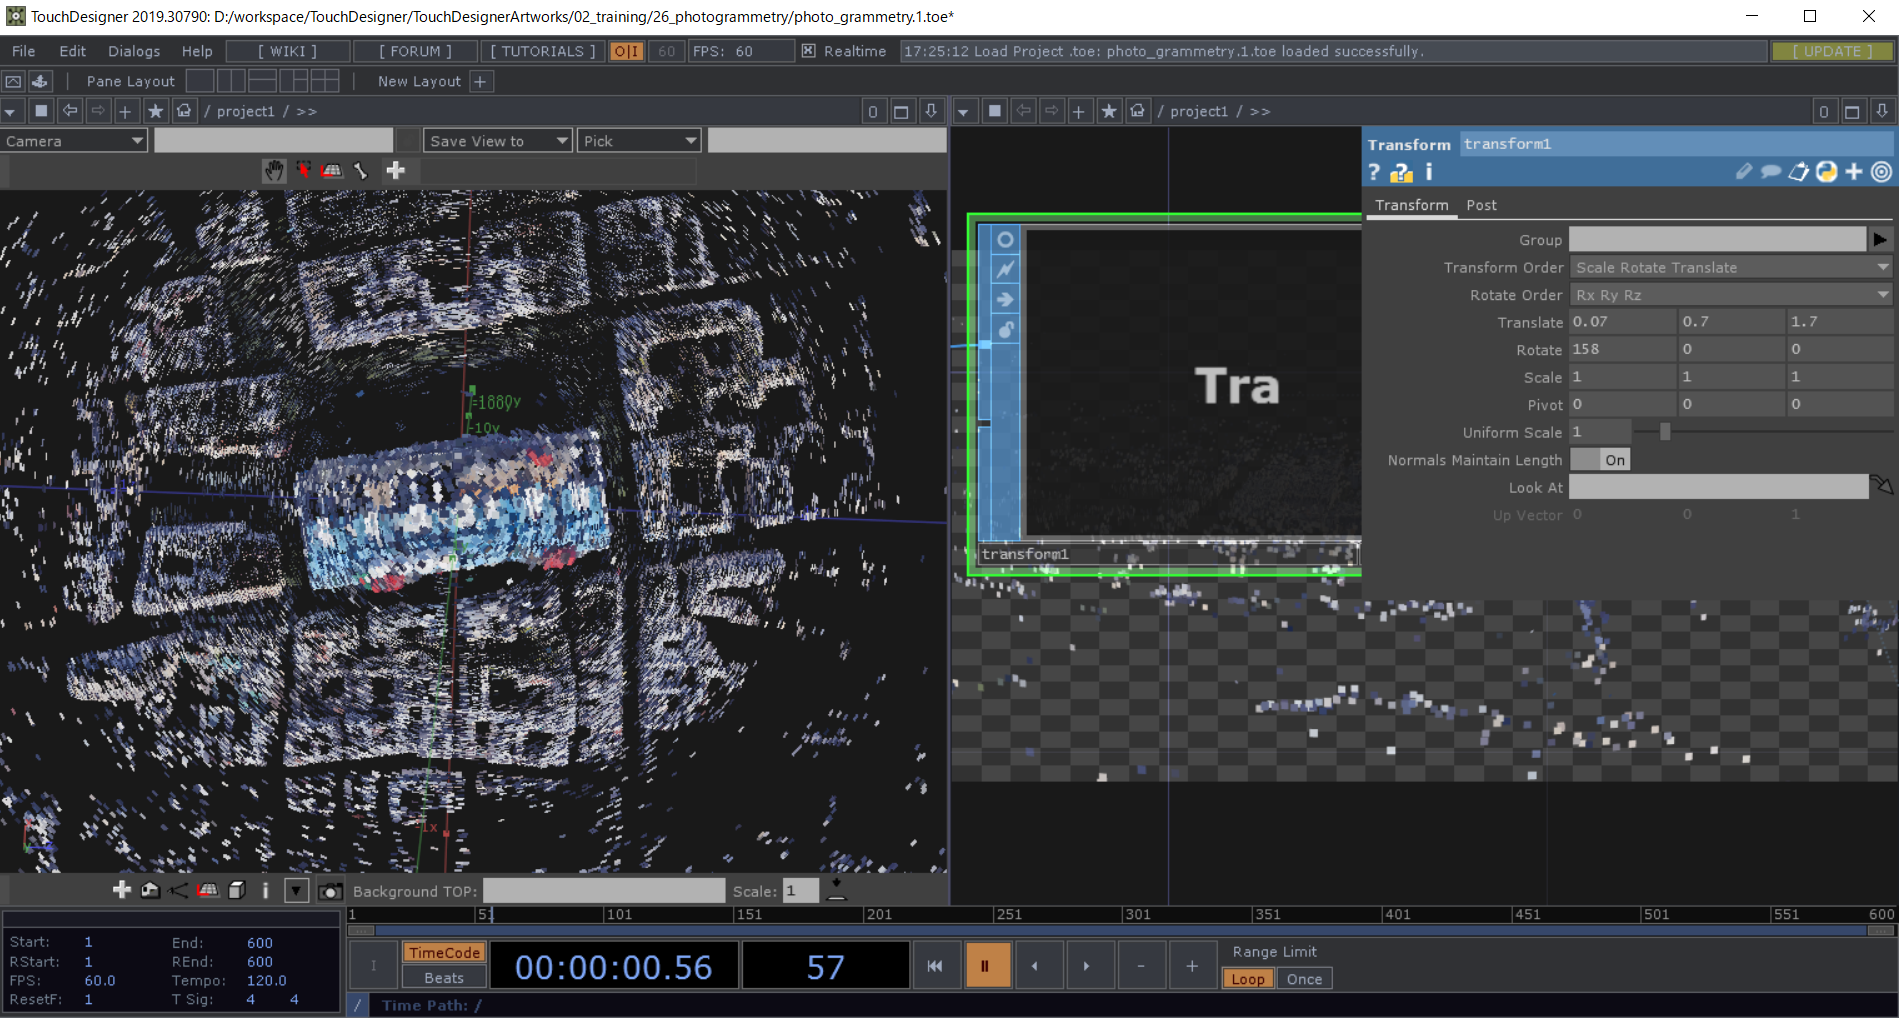 TouchDesigner 2019.30790: D:/workspace/TouchDesigner/TouchDesignerArtworks/02_training/26_photogrammetry/photo_grammetry.1.toe*
File Edit Dialogs Help [ WIKI ] [ FORUM ] [ TUTORIALS ] O|I 60 FPS: 60 Realtime 17:25:12 Load Project .toe: photo_grammetry.1.toe loaded successfully. [ UPDATE ]
Pane Layout New Layout +
/ project1 / >> 0
/ project1 / >> 0
Camera Save View to Pick
Transform transform1
? ? i
Transform Post
Group
Transform Order Scale Rotate Translate
Rotate Order Rx Ry Rz
Translate 0.07 0.7 1.7
Rotate 158 0 0
Scale 1 1 1
Pivot 0 0 0
Uniform Scale 1
Normals Maintain Length On
Look At
Up Vector 0 0 1
Tra
transform1
-10y
-1x
Background TOP: Scale: 1
1 51 101 151 201 251 301 351 401 451 501 551 600
Start: 1 End: 600
RStart: 1 REnd: 600
FPS: 60.0 Tempo: 120.0
ResetF: 1 T Sig: 4 4
I TimeCode Beats 00:00:00.56 57 - + Range Limit
Loop Once
/ Time Path: /